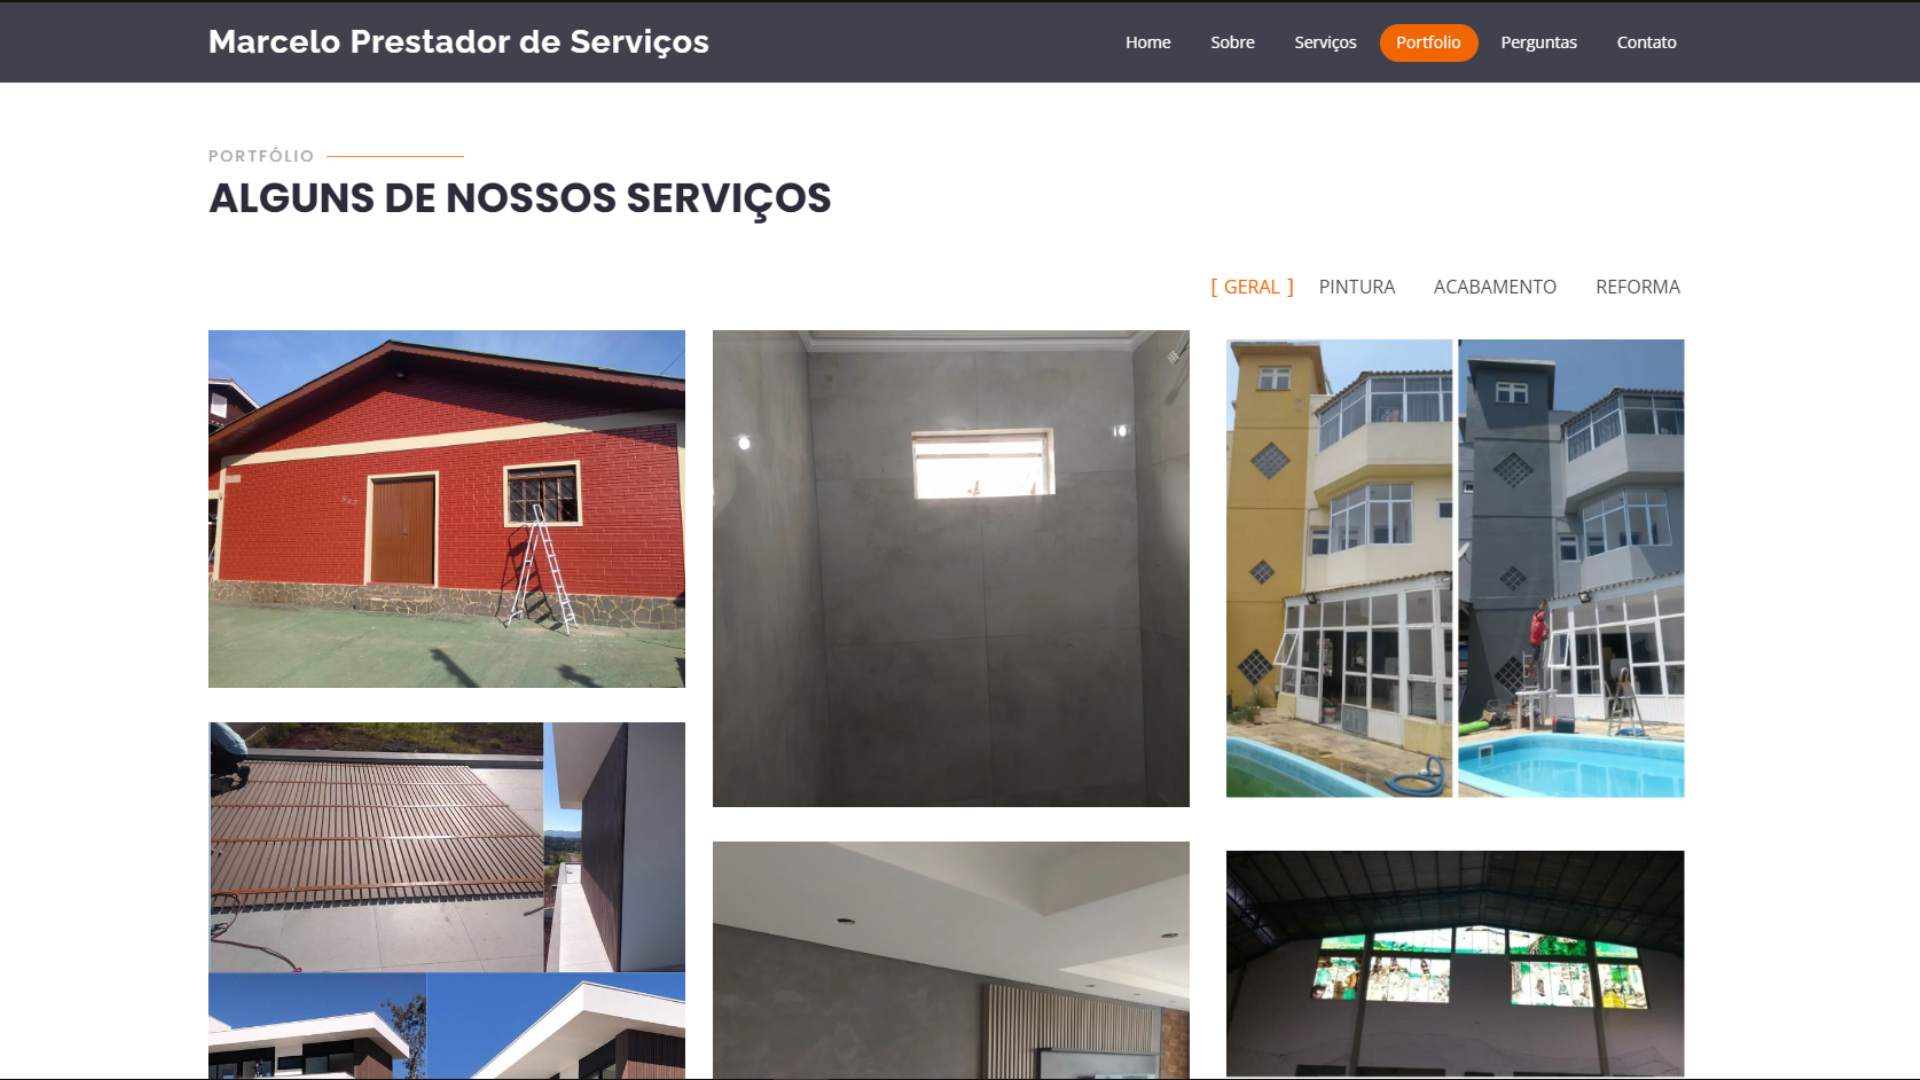 Marcelo Prestador de Serviços
Home Sobre Serviços Portfolio Perguntas Contato
PORTFÓLIO
ALGUNS DE NOSSOS SERVIÇOS
[ GERAL ] PINTURA ACABAMENTO REFORMA